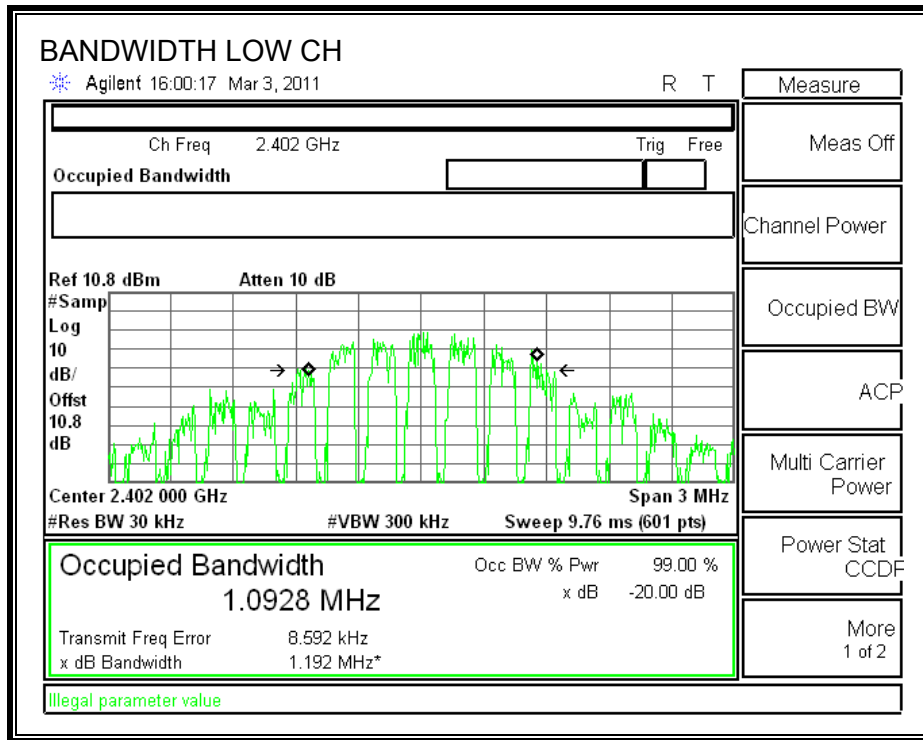 BANDWIDTH LOW CH
Agilent 16:00:17 Mar 3, 2011
R T
Ch Freq 2.402 GHz
Trig Free
Occupied Bandwidth
Ref 10.8 dBm
Atten 10 dB
#Samp
Log
10
dB/
Offst
10.8
dB
Center 2.402 000 GHz
Span 3 MHz
#Res BW 30 kHz
#VBW 300 kHz
Sweep 9.76 ms (601 pts)
Occupied Bandwidth
1.0928 MHz
Occ BW % Pwr 99.00 %
x dB -20.00 dB
Transmit Freq Error 8.592 kHz
x dB Bandwidth 1.192 MHz*
Illegal parameter value
Measure
Meas Off
Channel Power
Occupied BW
ACP
Multi Carrier
Power
Power Stat
CCDF
More
1 of 2